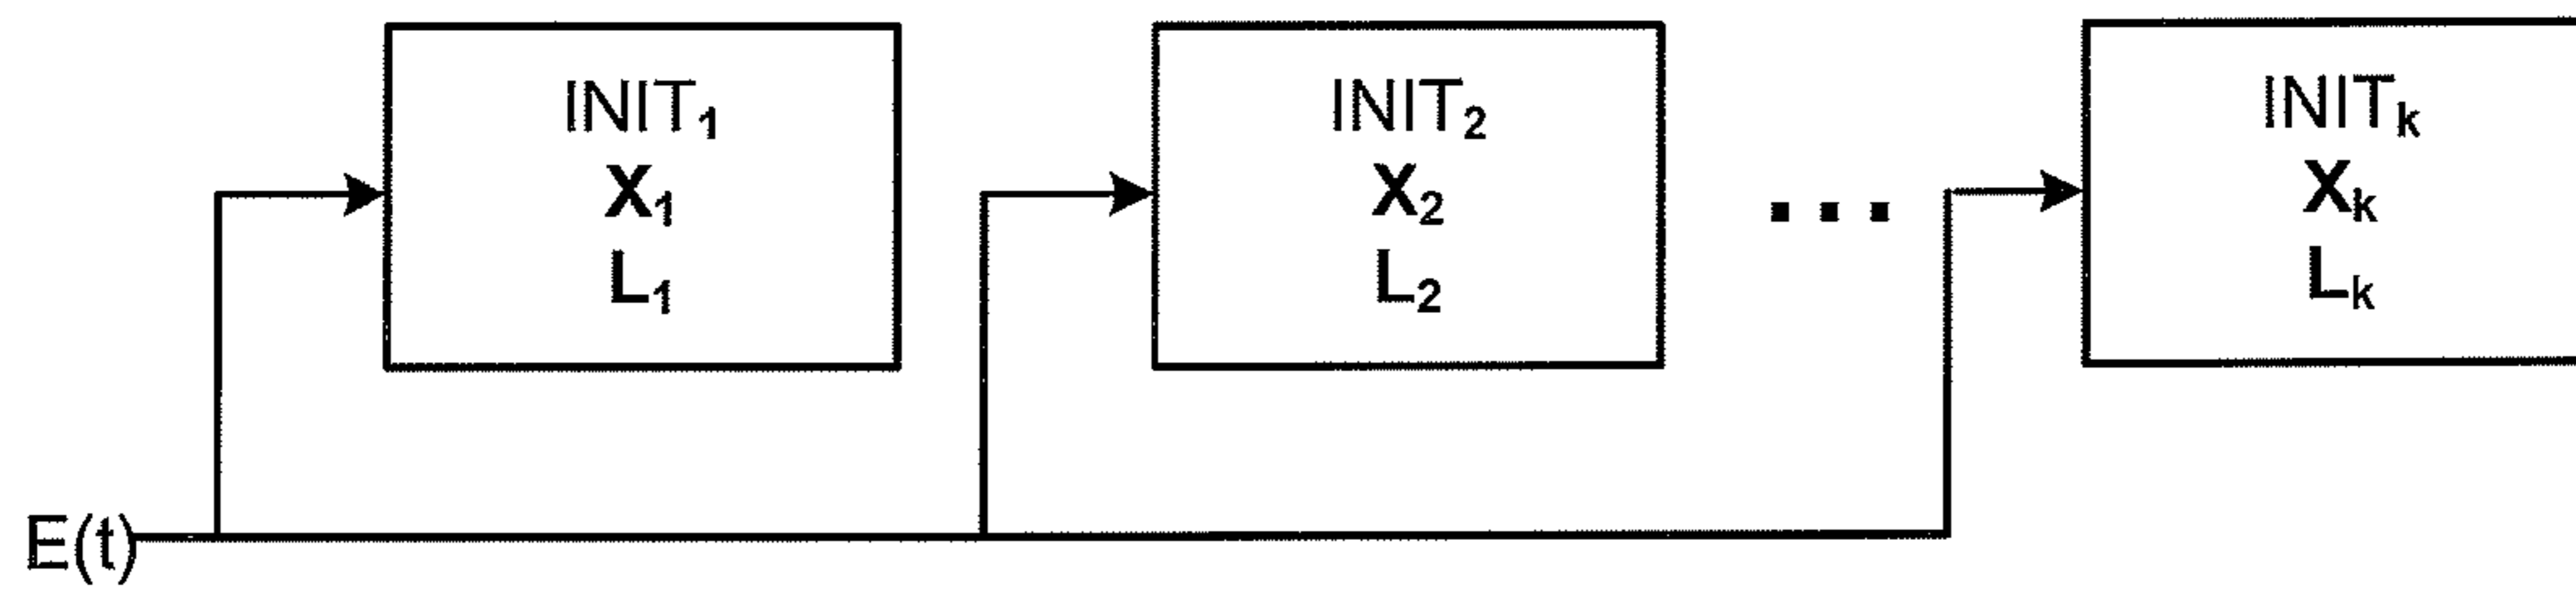 INIT₁
X₁
L₁
INIT₂
X₂
L₂
...
INITₖ
Xₖ
Lₖ
E(t)